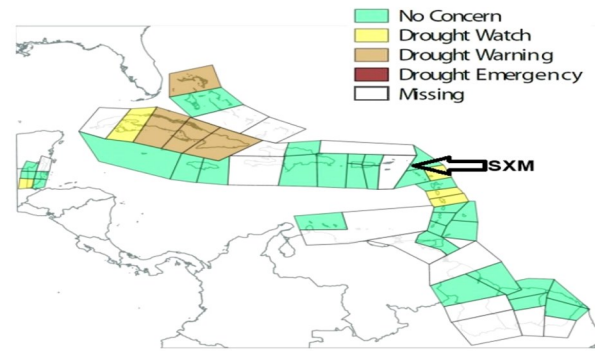 No Concern
Drought Watch
Drought Warning
Drought Emergency
Missing
SXM